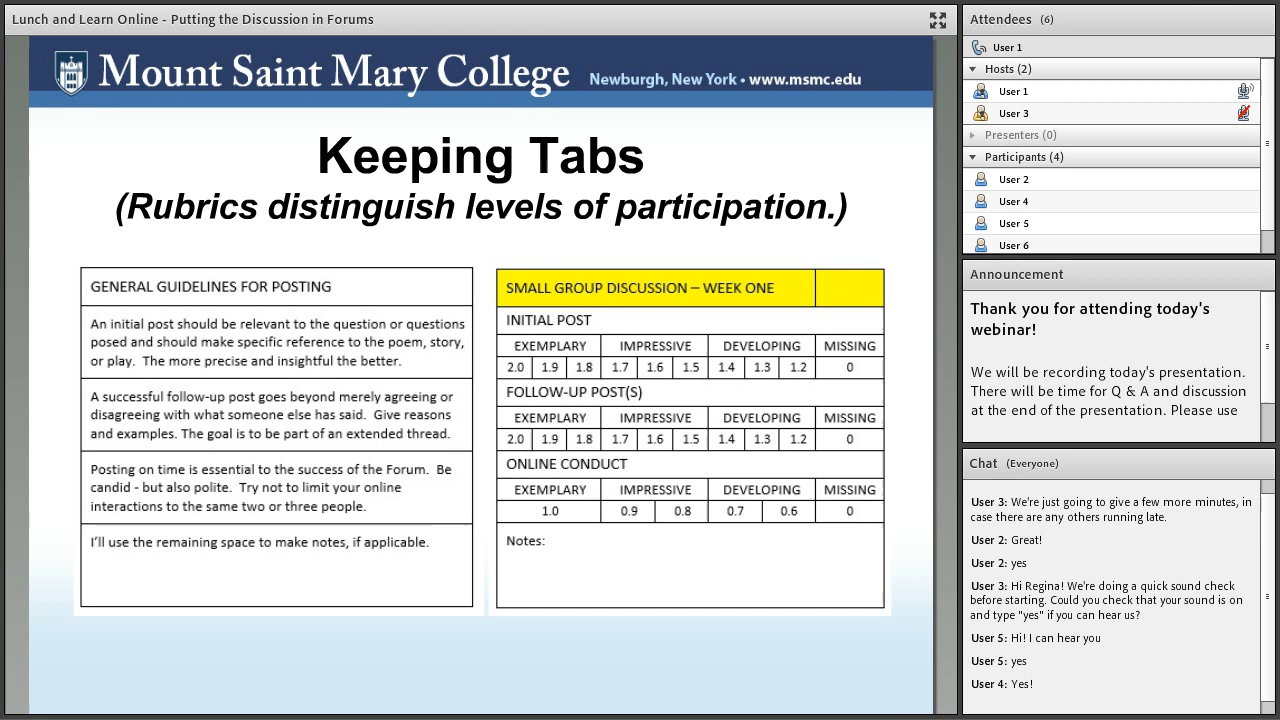 Lunch and Learn Online - Putting the Discussion in Forums
Mount Saint Mary College
Newburgh, New York • www.msmc.edu
Keeping Tabs
(Rubrics distinguish levels of participation.)
GENERAL GUIDELINES FOR POSTING
An initial post should be relevant to the question or questions
posed and should make specific reference to the poem, story,
or play. The more precise and insightful the better.
A successful follow-up post goes beyond merely agreeing or
disagreeing with what someone else has said. Give reasons
and examples. The goal is to be part of an extended thread.
Posting on time is essential to the success of the Forum. Be
candid - but also polite. Try not to limit your online
interactions to the same two or three people.
I'll use the remaining space to make notes, if applicable.
SMALL GROUP DISCUSSION – WEEK ONE
INITIAL POST
EXEMPLARY IMPRESSIVE DEVELOPING MISSING
2.0 1.9 1.8 1.7 1.6 1.5 1.4 1.3 1.2 0
FOLLOW-UP POST(S)
EXEMPLARY IMPRESSIVE DEVELOPING MISSING
2.0 1.9 1.8 1.7 1.6 1.5 1.4 1.3 1.2 0
ONLINE CONDUCT
EXEMPLARY IMPRESSIVE DEVELOPING MISSING
1.0 0.9 0.8 0.7 0.6 0
Notes:
Attendees (6)
User 1
Hosts (2)
User 1
User 3
Presenters (0)
Participants (4)
User 2
User 4
User 5
User 6
Announcement
Thank you for attending today's
webinar!
We will be recording today's presentation.
There will be time for Q & A and discussion
at the end of the presentation. Please use
Chat (Everyone)
User 3: We're just going to give a few more minutes, in
case there are any others running late.
User 2: Great!
User 2: yes
User 3: Hi Regina! We're doing a quick sound check
before starting. Could you check that your sound is on
and type "yes" if you can hear us?
User 5: Hi! I can hear you
User 5: yes
User 4: Yes!